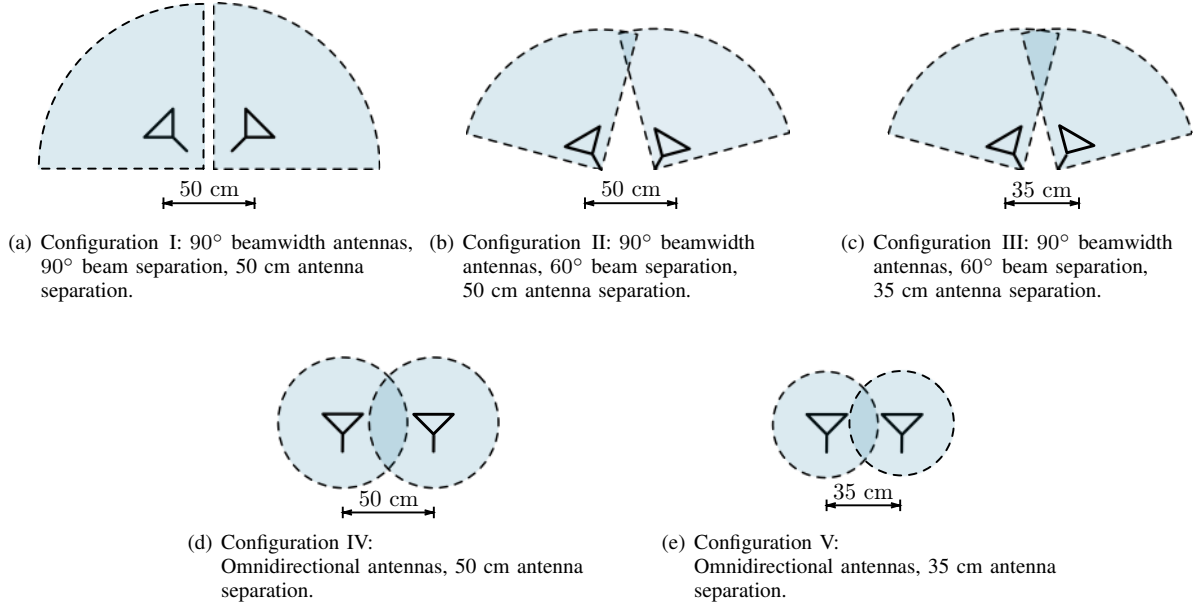 50 cm
50 cm
35 cm
(a) Configuration I: 90° beamwidth antennas,
90° beam separation, 50 cm antenna
separation.
(b) Configuration II: 90° beamwidth
antennas, 60° beam separation,
50 cm antenna separation.
(c) Configuration III: 90° beamwidth
antennas, 60° beam separation,
35 cm antenna separation.
50 cm
35 cm
(d) Configuration IV:
Omnidirectional antennas, 50 cm antenna
separation.
(e) Configuration V:
Omnidirectional antennas, 35 cm antenna
separation.